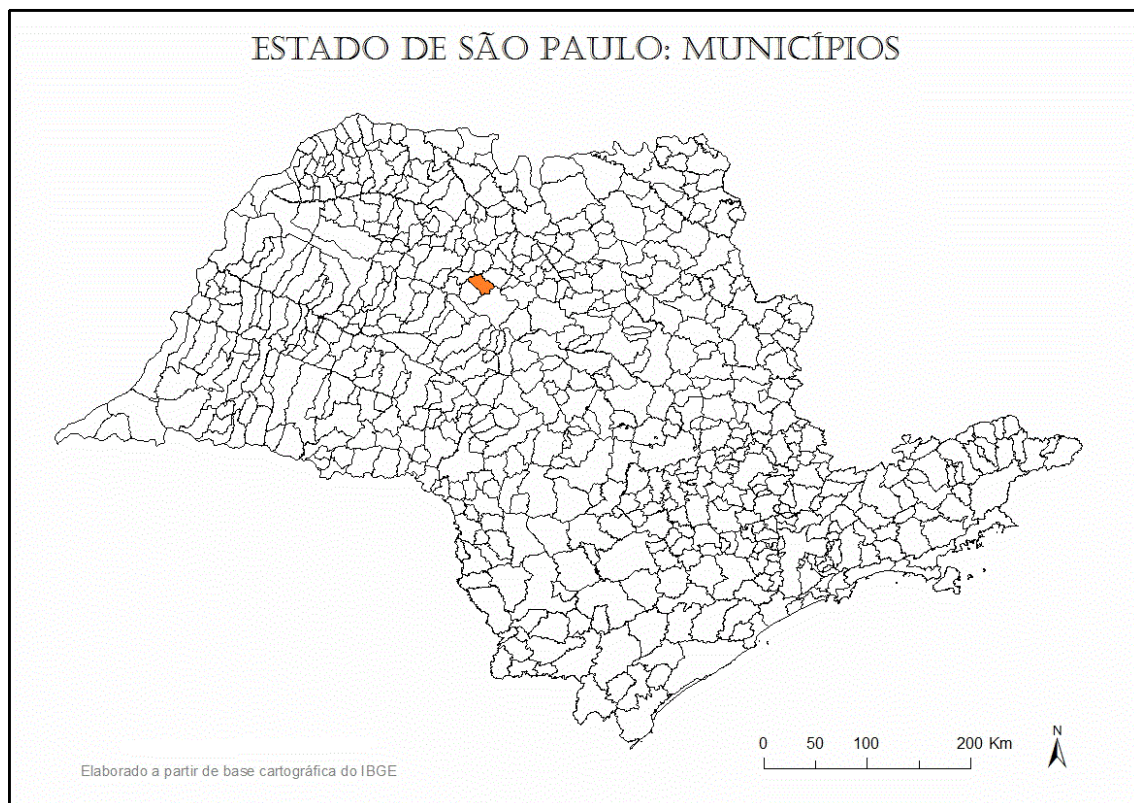 ESTADO DE SÃO PAULO: MUNICÍPIOS
N
0 50 100 200 Km
Elaborado a partir de base cartográfica do IBGE